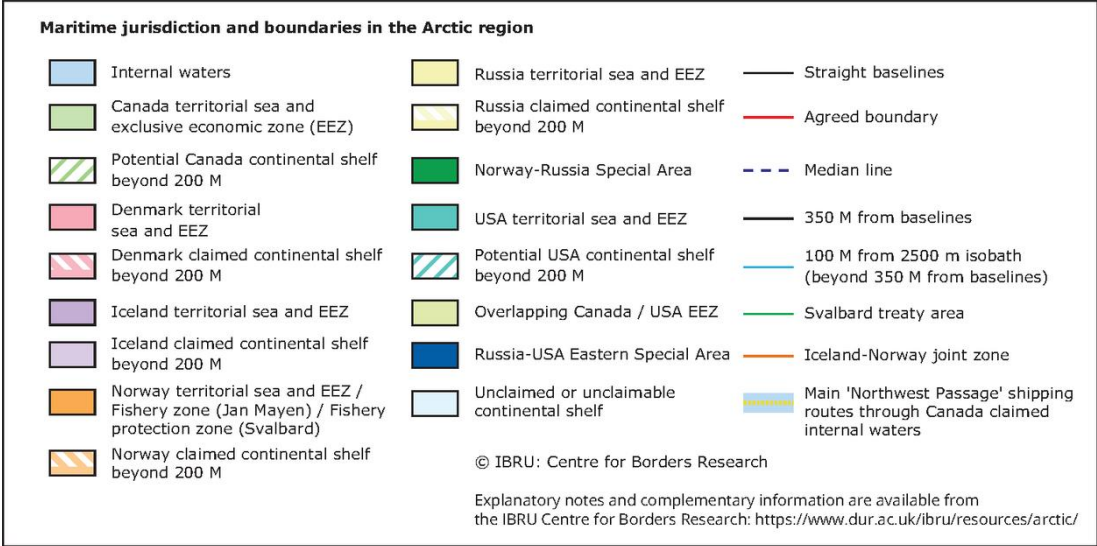 Maritime jurisdiction and boundaries in the Arctic region
Internal waters
Canada territorial sea and
exclusive economic zone (EEZ)
Potential Canada continental shelf
beyond 200 M
Denmark territorial
sea and EEZ
Denmark claimed continental shelf
beyond 200 M
Iceland territorial sea and EEZ
Iceland claimed continental shelf
beyond 200 M
Norway territorial sea and EEZ /
Fishery zone (Jan Mayen) / Fishery
protection zone (Svalbard)
Norway claimed continental shelf
beyond 200 M
Russia territorial sea and EEZ
Russia claimed continental shelf
beyond 200 M
Norway-Russia Special Area
USA territorial sea and EEZ
Potential USA continental shelf
beyond 200 M
Overlapping Canada / USA EEZ
Russia-USA Eastern Special Area
Unclaimed or unclaimable
continental shelf
Straight baselines
Agreed boundary
Median line
350 M from baselines
100 M from 2500 m isobath
(beyond 350 M from baselines)
Svalbard treaty area
Iceland-Norway joint zone
Main 'Northwest Passage' shipping
routes through Canada claimed
internal waters
© IBRU: Centre for Borders Research
Explanatory notes and complementary information are available from
the IBRU Centre for Borders Research: https://www.dur.ac.uk/ibru/resources/arctic/